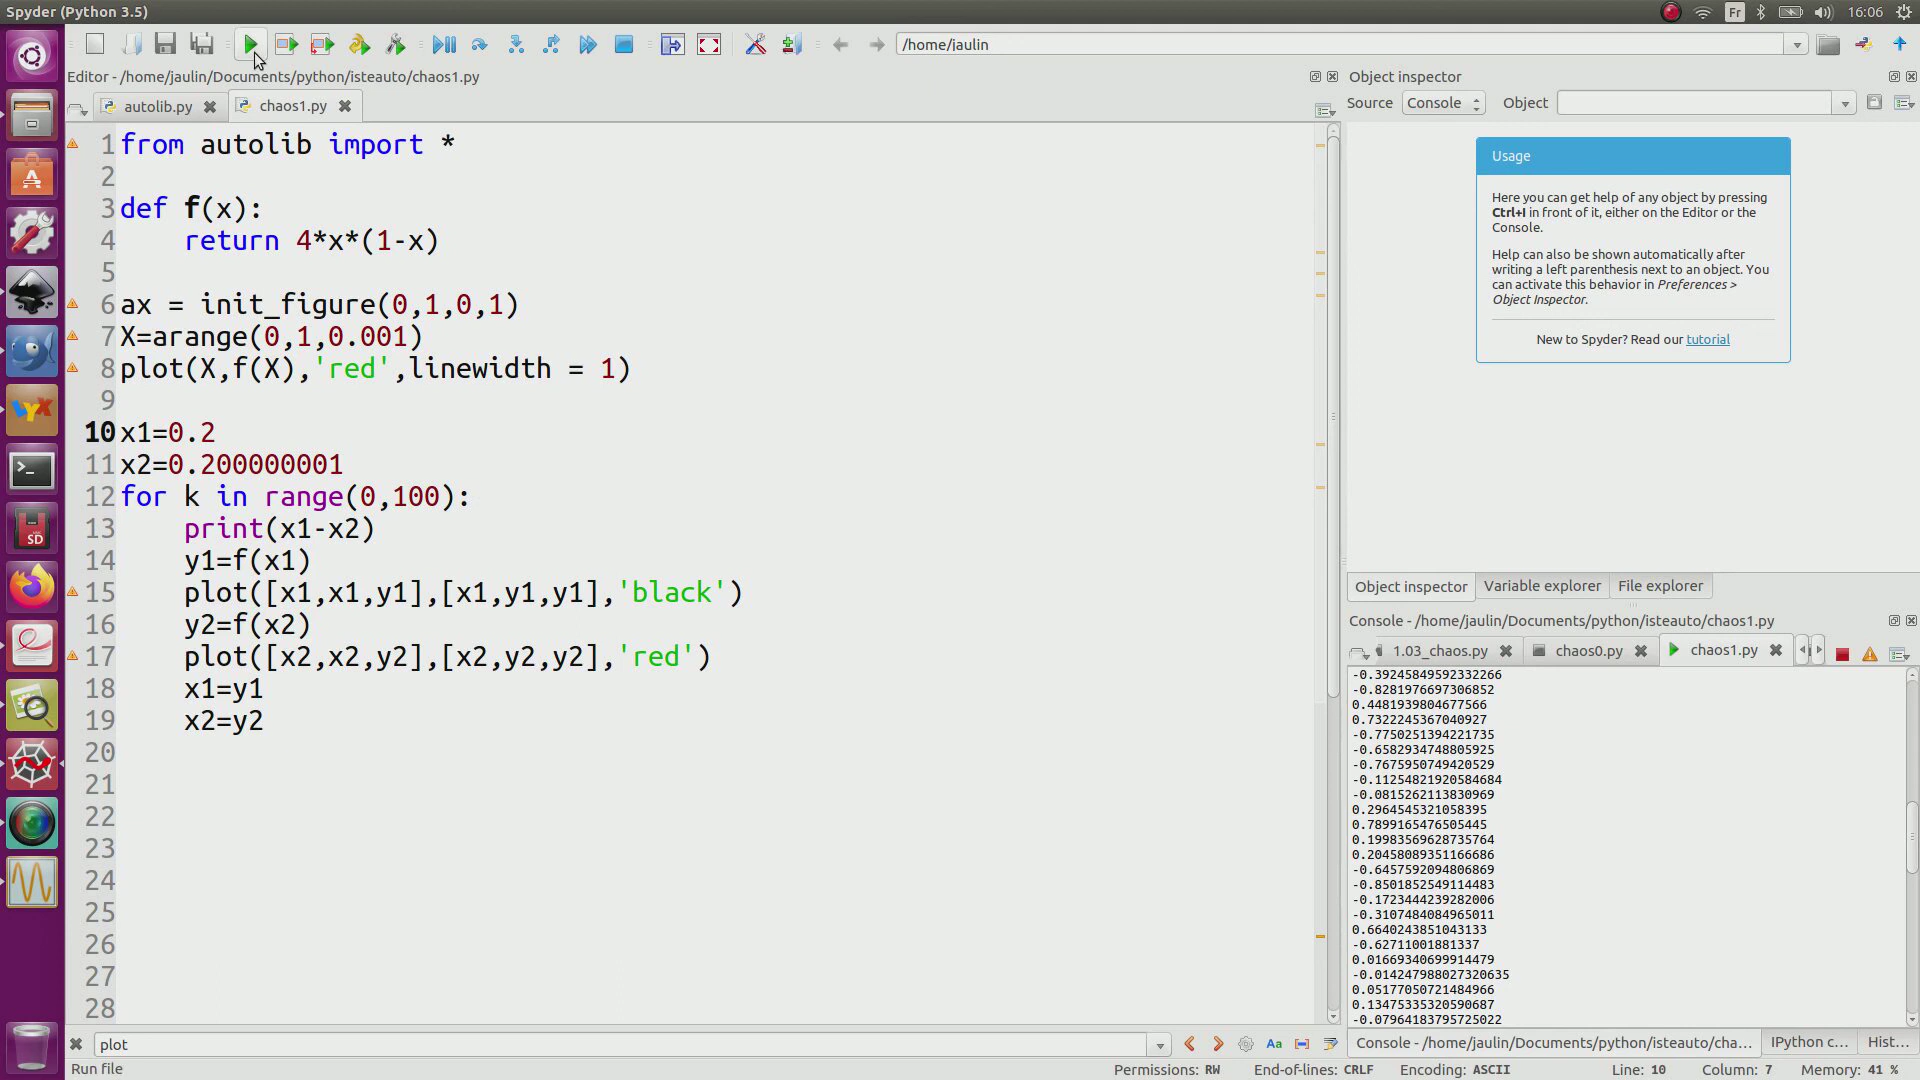 Spyder (Python 3.5)
Fr
16:06
/home/jaulin
Editor - /home/jaulin/Documents/python/isteauto/chaos1.py
autolib.py
chaos1.py
1 from autolib import *
2
3 def f(x):
4 return 4*x*(1-x)
5
6 ax = init_figure(0,1,0,1)
7 X=arange(0,1,0.001)
8 plot(X,f(X),'red',linewidth = 1)
9
10 x1=0.2
11 x2=0.200000001
12 for k in range(0,100):
13 print(x1-x2)
14 y1=f(x1)
15 plot([x1,x1,y1],[x1,y1,y1],'black')
16 y2=f(x2)
17 plot([x2,x2,y2],[x2,y2,y2],'red')
18 x1=y1
19 x2=y2
20
21
22
23
24
25
26
27
28
plot
Aa
Run file
Object inspector
Source
Console
Object
Usage
Here you can get help of any object by pressing
Ctrl+I in front of it, either on the Editor or the
Console.
Help can also be shown automatically after
writing a left parenthesis next to an object. You
can activate this behavior in Preferences >
Object Inspector.
New to Spyder? Read our tutorial
Object inspector
Variable explorer
File explorer
Console - /home/jaulin/Documents/python/isteauto/chaos1.py
1.03_chaos.py
chaos0.py
chaos1.py
-0.39245849592332266
-0.8281976697306852
0.4481939804677566
0.7322245367040927
-0.7750251394221735
-0.6582934748805925
-0.7675950749420529
-0.11254821920584684
-0.0815262113830969
0.2964545321058395
0.7899165476505445
0.19983569628735764
0.20458089351166686
-0.6457592094806869
-0.8501852549114483
-0.1723444239282006
-0.3107484084965011
0.6640243851043133
-0.62711001881337
0.01669340699914479
-0.014247988027320635
0.05177050721484966
0.13475335320590687
-0.07964183795725022
Console - /home/jaulin/Documents/python/isteauto/cha...
IPython c...
Hist...
Permissions: RW
End-of-lines: CRLF
Encoding: ASCII
Line: 10
Column: 7
Memory: 41 %
LYX
SD